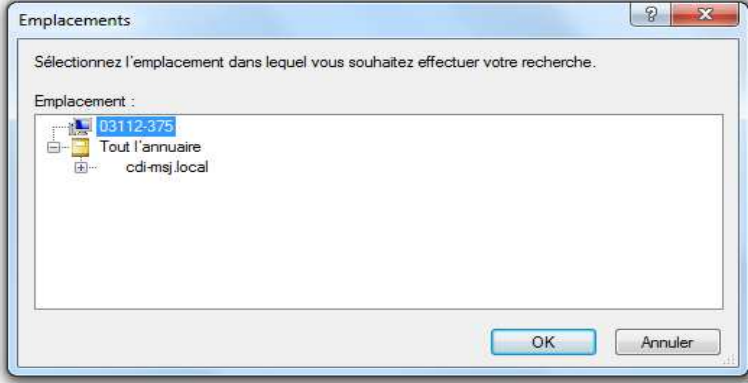 Emplacements
Sélectionnez l'emplacement dans lequel vous souhaitez effectuer votre recherche.
Emplacement :
03112-375
Tout l'annuaire
cdi-msj.local
OK Annuler